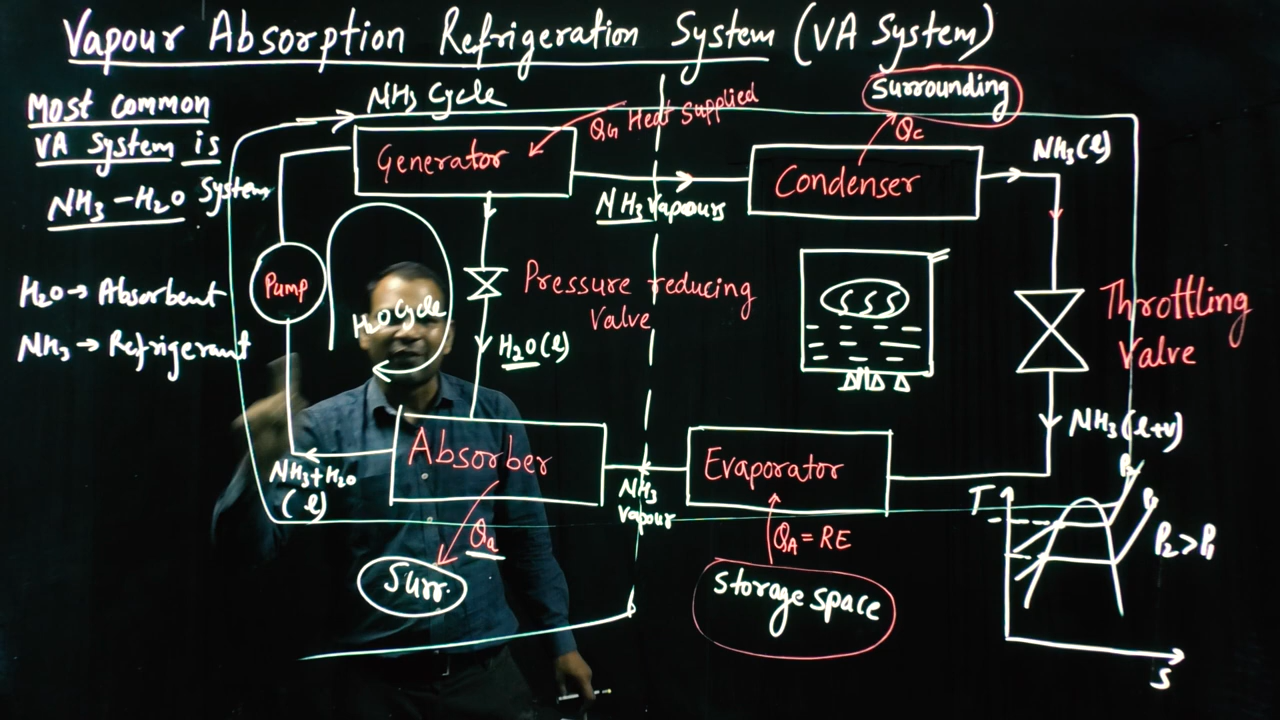 Vapour Absorption Refrigeration System (VA System)
Most common
VA System is
NH3 – H2O System
H2O → Absorbent
NH3 → Refrigerant
NH3 Cycle
QG Heat Supplied
Surrounding
QC
Generator
NH3 Vapours
Condenser
NH3(l)
Pump
H2O Cycle
Pressure reducing
Valve
H2O(l)
Throttling
Valve
NH3(l+v)
Absorber
NH3+H2O
(l)
NH3
Vapour
Evaporator
Qa
Surr.
QA = RE
Storage space
T
P2
P1
P2 > P1
S